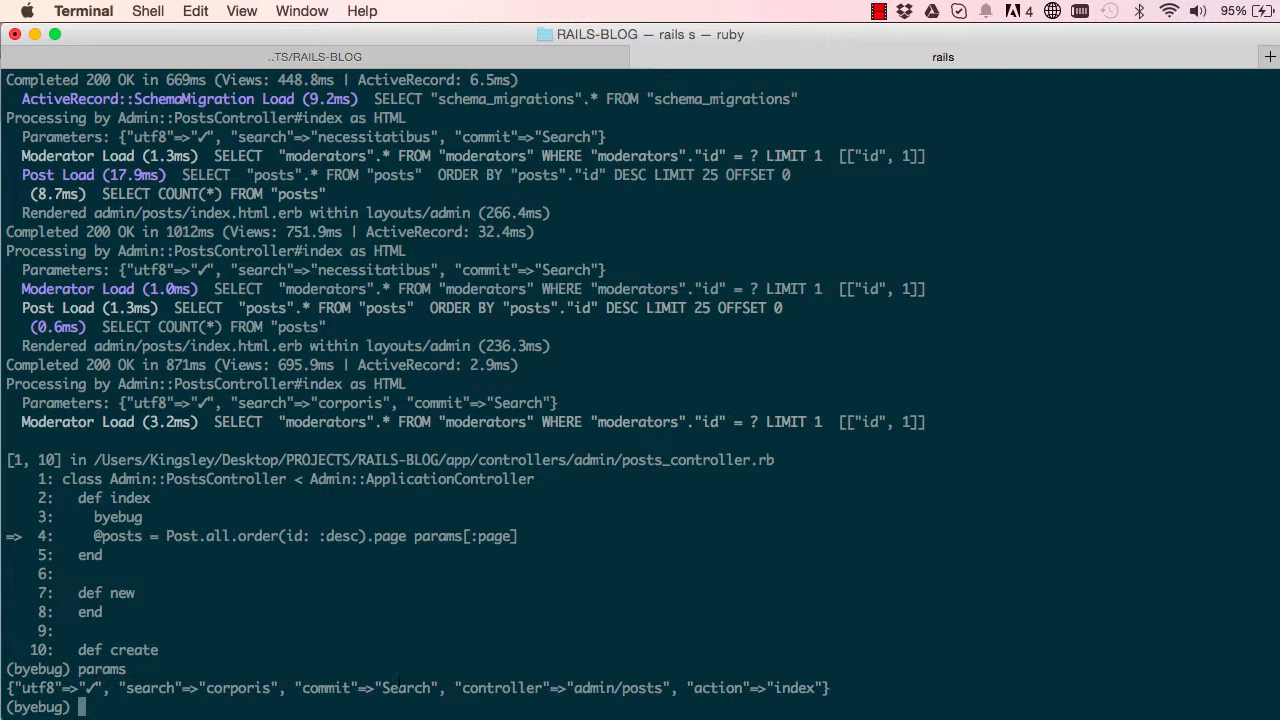 Terminal Shell Edit View Window Help 4 95%
RAILS-BLOG — rails s — ruby
..TS/RAILS-BLOG rails +
Completed 200 OK in 669ms (Views: 448.8ms | ActiveRecord: 6.5ms)
  ActiveRecord::SchemaMigration Load (9.2ms)  SELECT "schema_migrations".* FROM "schema_migrations"
Processing by Admin::PostsController#index as HTML
  Parameters: {"utf8"=>"✓", "search"=>"necessitatibus", "commit"=>"Search"}
  Moderator Load (1.3ms)  SELECT  "moderators".* FROM "moderators" WHERE "moderators"."id" = ? LIMIT 1  [["id", 1]]
  Post Load (17.9ms)  SELECT  "posts".* FROM "posts"  ORDER BY "posts"."id" DESC LIMIT 25 OFFSET 0
   (8.7ms)  SELECT COUNT(*) FROM "posts"
  Rendered admin/posts/index.html.erb within layouts/admin (266.4ms)
Completed 200 OK in 1012ms (Views: 751.9ms | ActiveRecord: 32.4ms)
Processing by Admin::PostsController#index as HTML
  Parameters: {"utf8"=>"✓", "search"=>"necessitatibus", "commit"=>"Search"}
  Moderator Load (1.0ms)  SELECT  "moderators".* FROM "moderators" WHERE "moderators"."id" = ? LIMIT 1  [["id", 1]]
  Post Load (1.3ms)  SELECT  "posts".* FROM "posts"  ORDER BY "posts"."id" DESC LIMIT 25 OFFSET 0
   (0.6ms)  SELECT COUNT(*) FROM "posts"
  Rendered admin/posts/index.html.erb within layouts/admin (236.3ms)
Completed 200 OK in 871ms (Views: 695.9ms | ActiveRecord: 2.9ms)
Processing by Admin::PostsController#index as HTML
  Parameters: {"utf8"=>"✓", "search"=>"corporis", "commit"=>"Search"}
  Moderator Load (3.2ms)  SELECT  "moderators".* FROM "moderators" WHERE "moderators"."id" = ? LIMIT 1  [["id", 1]]
[1, 10] in /Users/Kingsley/Desktop/PROJECTS/RAILS-BLOG/app/controllers/admin/posts_controller.rb
    1: class Admin::PostsController < Admin::ApplicationController
    2:   def index
    3:     byebug
=>  4:     @posts = Post.all.order(id: :desc).page params[:page]
    5:   end
    6:
    7:   def new
    8:   end
    9:
   10:   def create
(byebug) params
{"utf8"=>"✓", "search"=>"corporis", "commit"=>"Search", "controller"=>"admin/posts", "action"=>"index"}
(byebug)